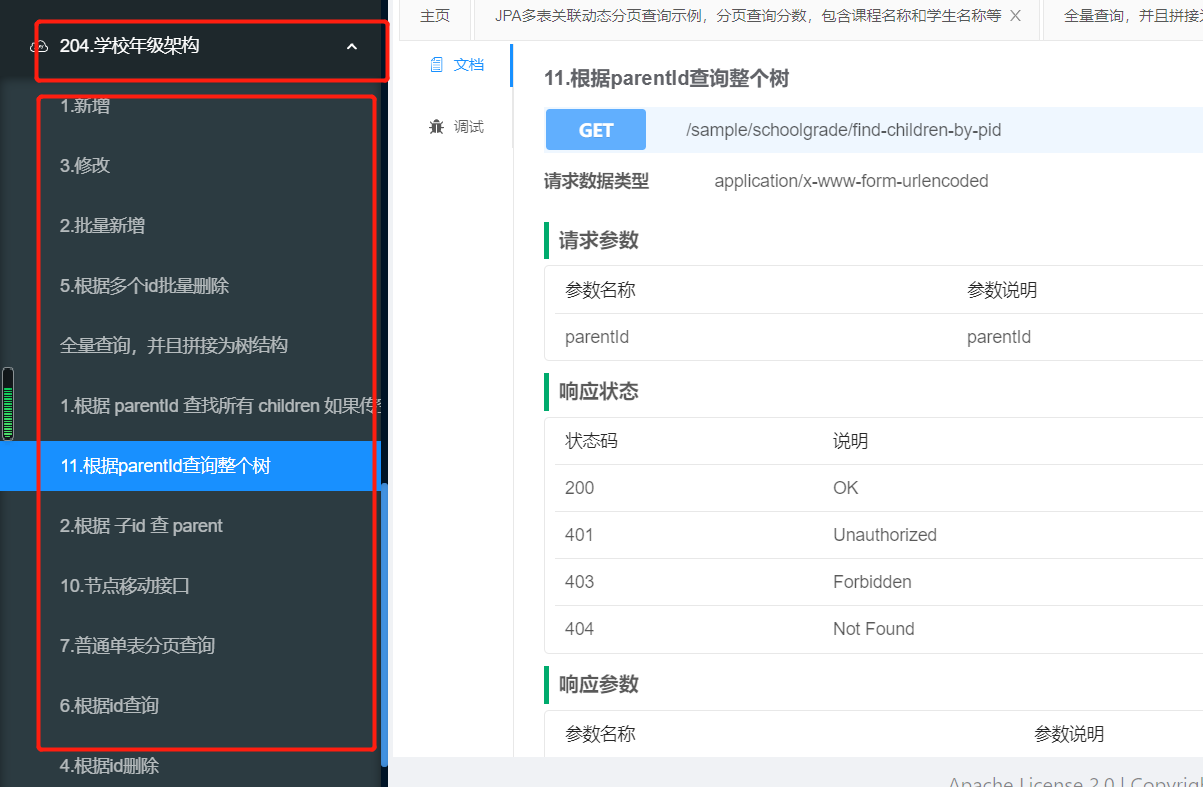 204.学校年级架构
1.新增
3.修改
2.批量新增
5.根据多个id批量删除
全量查询，并且拼接为树结构
1.根据 parentId 查找所有 children 如果传
11.根据parentId查询整个树
2.根据 子id 查 parent
10.节点移动接口
7.普通单表分页查询
6.根据id查询
4.根据id删除
主页
JPA多表关联动态分页查询示例，分页查询分数，包含课程名称和学生名称等
全量查询，并且拼接
文档
调试
11.根据parentId查询整个树
GET /sample/schoolgrade/find-children-by-pid
请求数据类型 application/x-www-form-urlencoded
请求参数
参数名称 参数说明
parentId parentId
响应状态
状态码 说明
200 OK
401 Unauthorized
403 Forbidden
404 Not Found
响应参数
参数名称 参数说明
Apache License 2.0 | Copyrig